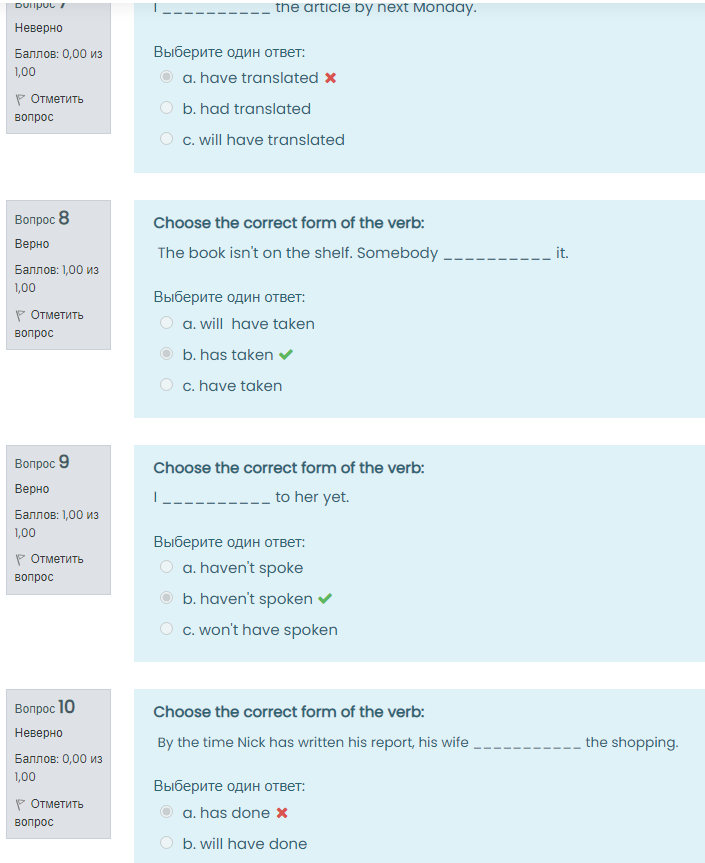 Вопрос 7
Неверно
Баллов: 0,00 из
1,00
Отметить
вопрос
I __________ the article by next Monday.
Выберите один ответ:
a. have translated
b. had translated
c. will have translated
Вопрос 8
Верно
Баллов: 1,00 из
1,00
Отметить
вопрос
Choose the correct form of the verb:
The book isn't on the shelf. Somebody __________ it.
Выберите один ответ:
a. will have taken
b. has taken
c. have taken
Вопрос 9
Верно
Баллов: 1,00 из
1,00
Отметить
вопрос
Choose the correct form of the verb:
I __________ to her yet.
Выберите один ответ:
a. haven't spoke
b. haven't spoken
c. won't have spoken
Вопрос 10
Неверно
Баллов: 0,00 из
1,00
Отметить
вопрос
Choose the correct form of the verb:
By the time Nick has written his report, his wife ___________ the shopping.
Выберите один ответ:
a. has done
b. will have done